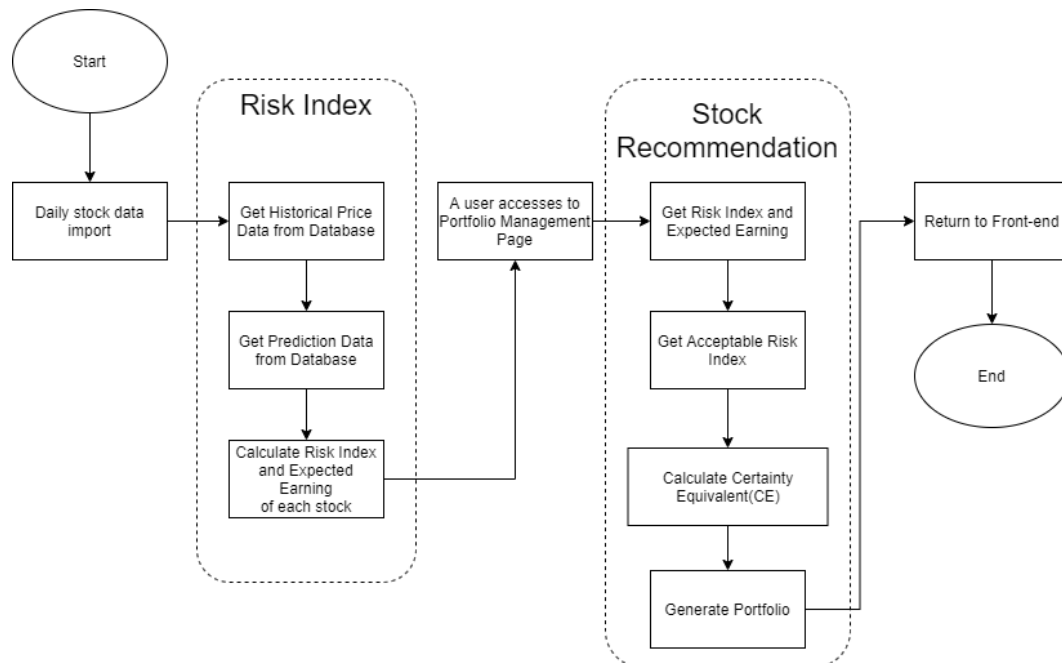 Start
Daily stock data
import
Risk Index
Get Historical Price
Data from Database
Get Prediction Data
from Database
Calculate Risk Index
and Expected
Earning
of each stock
A user accesses to
Portfolio Management
Page
Stock
Recommendation
Get Risk Index and
Expected Earning
Get Acceptable Risk
Index
Calculate Certainty
Equivalent(CE)
Generate Portfolio
Return to Front-end
End